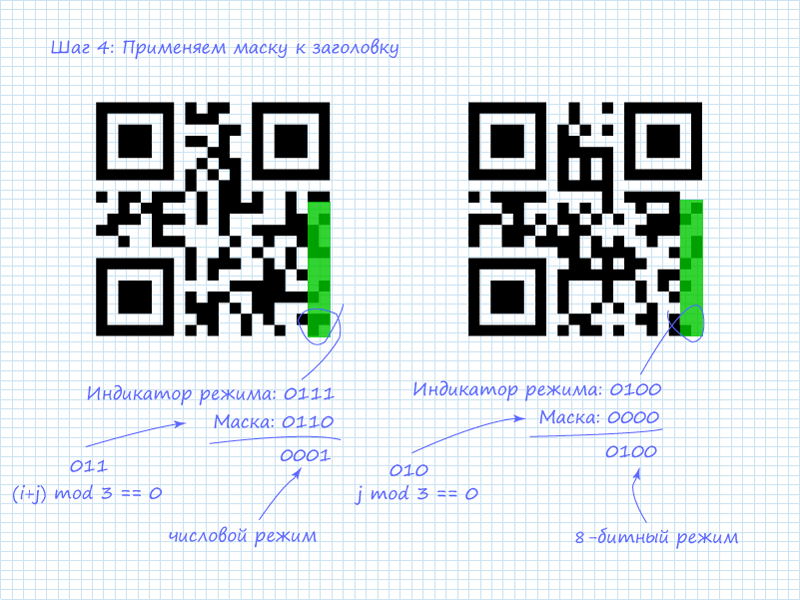 Шаг 4: Применяем маску к заголовку
Индикатор режима: 0111
Маска: 0110
0001
011
(i+j) mod 3 == 0
числовой режим
Индикатор режима: 0100
Маска: 0000
0100
010
j mod 3 == 0
8-битный режим